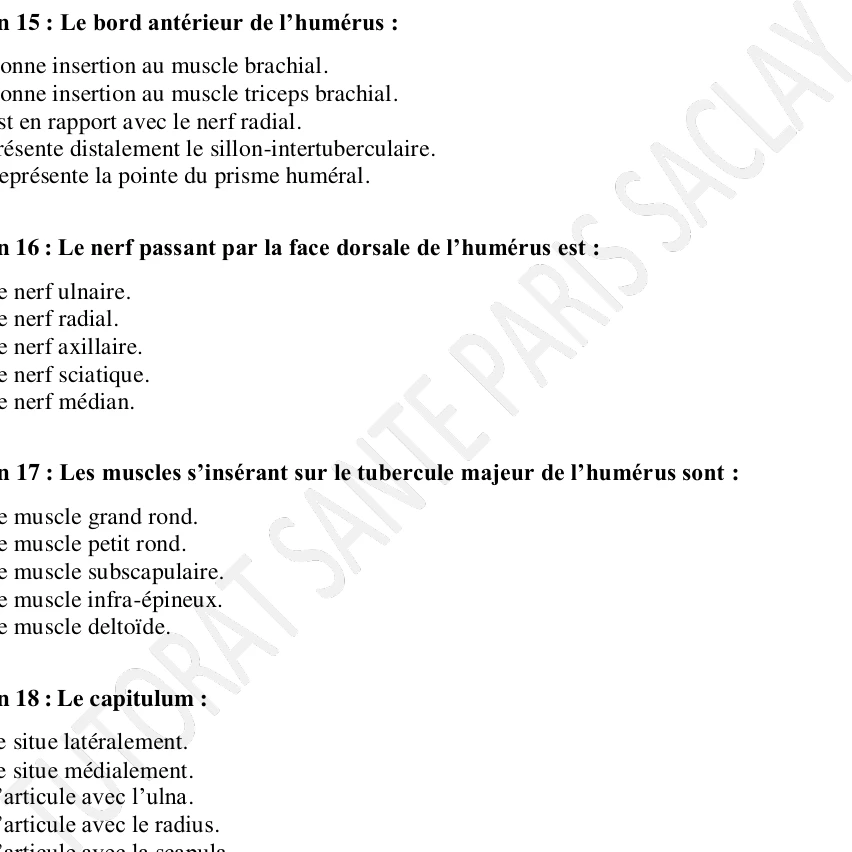 n 15 : Le bord antérieur de l’humérus :
onne insertion au muscle brachial.
onne insertion au muscle triceps brachial.
st en rapport avec le nerf radial.
résente distalement le sillon-intertuberculaire.
eprésente la pointe du prisme huméral.
n 16 : Le nerf passant par la face dorsale de l’humérus est :
e nerf ulnaire.
e nerf radial.
e nerf axillaire.
e nerf sciatique.
e nerf médian.
n 17 : Les muscles s’insérant sur le tubercule majeur de l’humérus sont :
e muscle grand rond.
e muscle petit rond.
e muscle subscapulaire.
e muscle infra-épineux.
e muscle deltoïde.
n 18 : Le capitulum :
e situe latéralement.
e situe médialement.
’articule avec l’ulna.
’articule avec le radius.
’articule avec la scapula
TUTORAT SANTE PARIS SACLAY